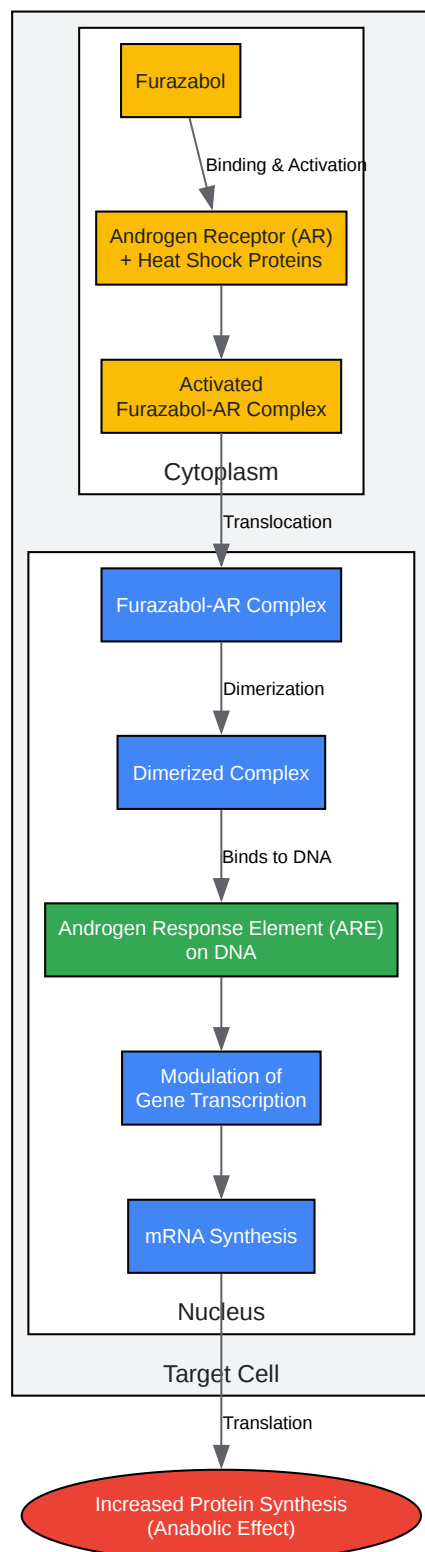 Furazabol
Binding & Activation
Androgen Receptor (AR)
+ Heat Shock Proteins
Activated
Furazabol-AR Complex
Cytoplasm
Translocation
Furazabol-AR Complex
Dimerization
Dimerized Complex
Binds to DNA
Androgen Response Element (ARE)
on DNA
Modulation of
Gene Transcription
mRNA Synthesis
Nucleus
Target Cell
Translation
Increased Protein Synthesis
(Anabolic Effect)